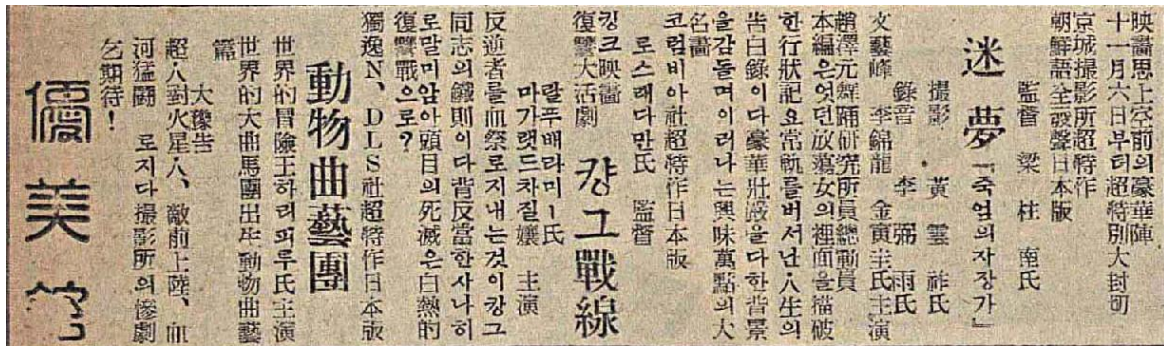 映畵思上空前의豪華陣
十一月六日부터超特別大封切
京城撮影所超特作
朝鮮語全發聲日本版
監督 梁柱南氏
迷夢「죽엄의자장가」
撮影 黃雲祚氏
錄音 李弼雨氏
文藝峰 李錦龍 金寅圭氏主演
趙澤元舞踊硏究所員總動員
本編은엇던放蕩女의裡面을描破
한行狀記요常軌를버서난人生의
告白錄이다豪華壯嚴을다한背景
을감돌며이러나는興味萬點의大
名畵
코럼비아社超特作日本版
로스래다만氏 監督
캉그戰線
킹크映畵
復讐大活劇
랄푸배라미ー氏
마가랫드차질孃 主演
反逆者를血祭로지내는것이캉그
同志의鐵則이다背反當한사나히
로말미암아頭目의死滅은白熱的
復讐戰으로?
獨逸N、DLS社超特作日本版
動物曲藝團
世界的冒險王하리피루氏主演
世界的大曲馬團出生動物曲藝
篇
大豫告
超人對火星人、敵前上陸、血
河猛鬪 로지다撮影所의慘劇
乞期待!
優美舘